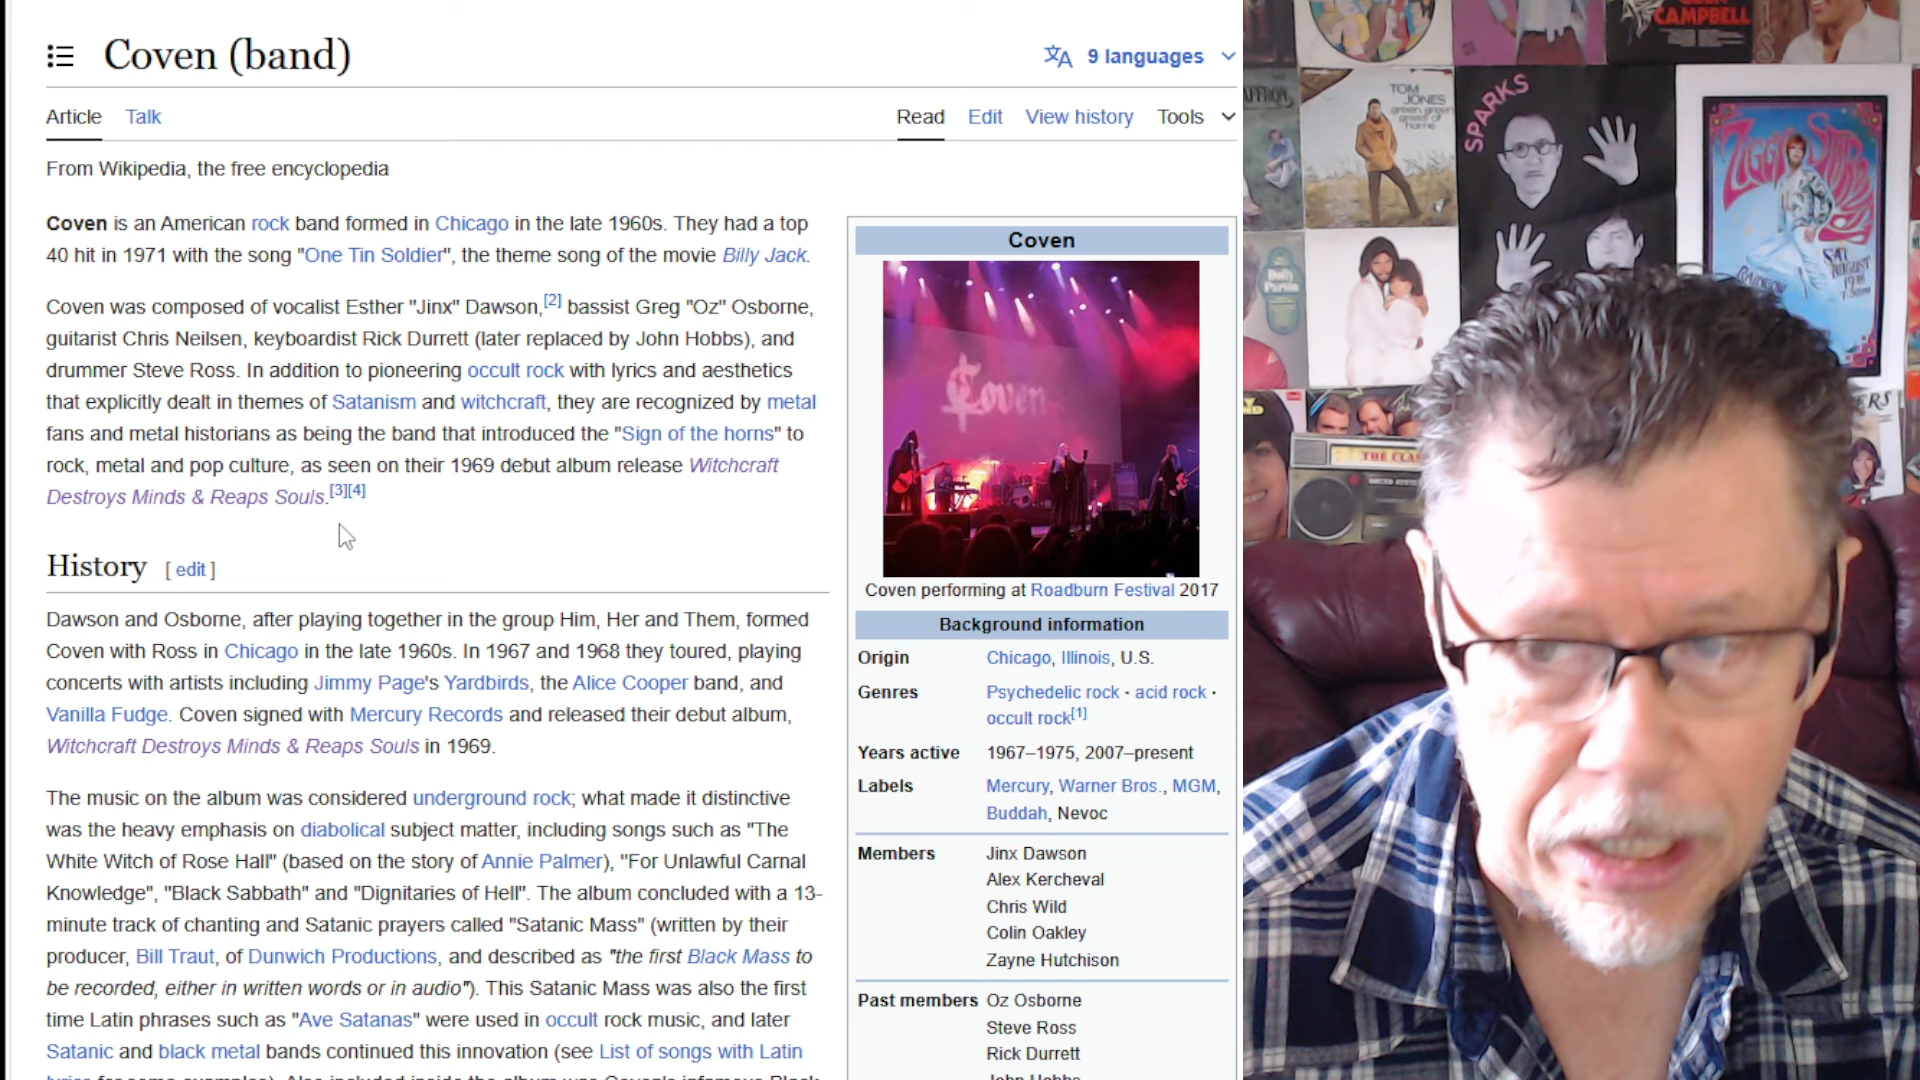 Coven (band)
9 languages
Article Talk
Read Edit View history Tools
From Wikipedia, the free encyclopedia
Coven is an American rock band formed in Chicago in the late 1960s. They had a top
40 hit in 1971 with the song "One Tin Soldier", the theme song of the movie Billy Jack.
Coven was composed of vocalist Esther "Jinx" Dawson,[2] bassist Greg "Oz" Osborne,
guitarist Chris Neilsen, keyboardist Rick Durrett (later replaced by John Hobbs), and
drummer Steve Ross. In addition to pioneering occult rock with lyrics and aesthetics
that explicitly dealt in themes of Satanism and witchcraft, they are recognized by metal
fans and metal historians as being the band that introduced the "Sign of the horns" to
rock, metal and pop culture, as seen on their 1969 debut album release Witchcraft
Destroys Minds & Reaps Souls.[3][4]
History [ edit ]
Dawson and Osborne, after playing together in the group Him, Her and Them, formed
Coven with Ross in Chicago in the late 1960s. In 1967 and 1968 they toured, playing
concerts with artists including Jimmy Page's Yardbirds, the Alice Cooper band, and
Vanilla Fudge. Coven signed with Mercury Records and released their debut album,
Witchcraft Destroys Minds & Reaps Souls in 1969.
The music on the album was considered underground rock; what made it distinctive
was the heavy emphasis on diabolical subject matter, including songs such as "The
White Witch of Rose Hall" (based on the story of Annie Palmer), "For Unlawful Carnal
Knowledge", "Black Sabbath" and "Dignitaries of Hell". The album concluded with a 13-
minute track of chanting and Satanic prayers called "Satanic Mass" (written by their
producer, Bill Traut, of Dunwich Productions, and described as "the first Black Mass to
be recorded, either in written words or in audio"). This Satanic Mass was also the first
time Latin phrases such as "Ave Satanas" were used in occult rock music, and later
Satanic and black metal bands continued this innovation (see List of songs with Latin
Coven
Coven
Coven performing at Roadburn Festival 2017
Background information
Origin Chicago, Illinois, U.S.
Genres Psychedelic rock · acid rock ·
occult rock[1]
Years active 1967–1975, 2007–present
Labels Mercury, Warner Bros., MGM,
Buddah, Nevoc
Members Jinx Dawson
Alex Kercheval
Chris Wild
Colin Oakley
Zayne Hutchison
Past members Oz Osborne
Steve Ross
Rick Durrett
John Hobbs
CAMPBELL
TOM
JONES
green, green
grass of
home
SPARKS
ZIGGY STARDUST
SAT
AUGUST
19th
RAINBOW
Dolly
Parton
THE CLA